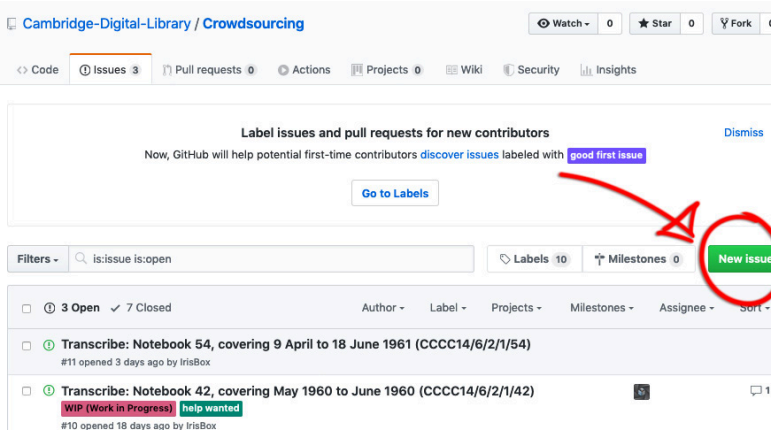 Cambridge-Digital-Library / Crowdsourcing
Watch 0 Star 0 Fork
Code Issues 3 Pull requests 0 Actions Projects 0 Wiki Security Insights
Label issues and pull requests for new contributors Dismiss
Now, GitHub will help potential first-time contributors discover issues labeled with good first issue
Go to Labels
Filters is:issue is:open Labels 10 Milestones 0 New issue
3 Open 7 Closed Author Label Projects Milestones Assignee Sort
Transcribe: Notebook 54, covering 9 April to 18 June 1961 (CCCC14/6/2/1/54)
#11 opened 3 days ago by IrisBox
Transcribe: Notebook 42, covering May 1960 to June 1960 (CCCC14/6/2/1/42) 1
WIP (Work in Progress) help wanted
#10 opened 18 days ago by IrisBox